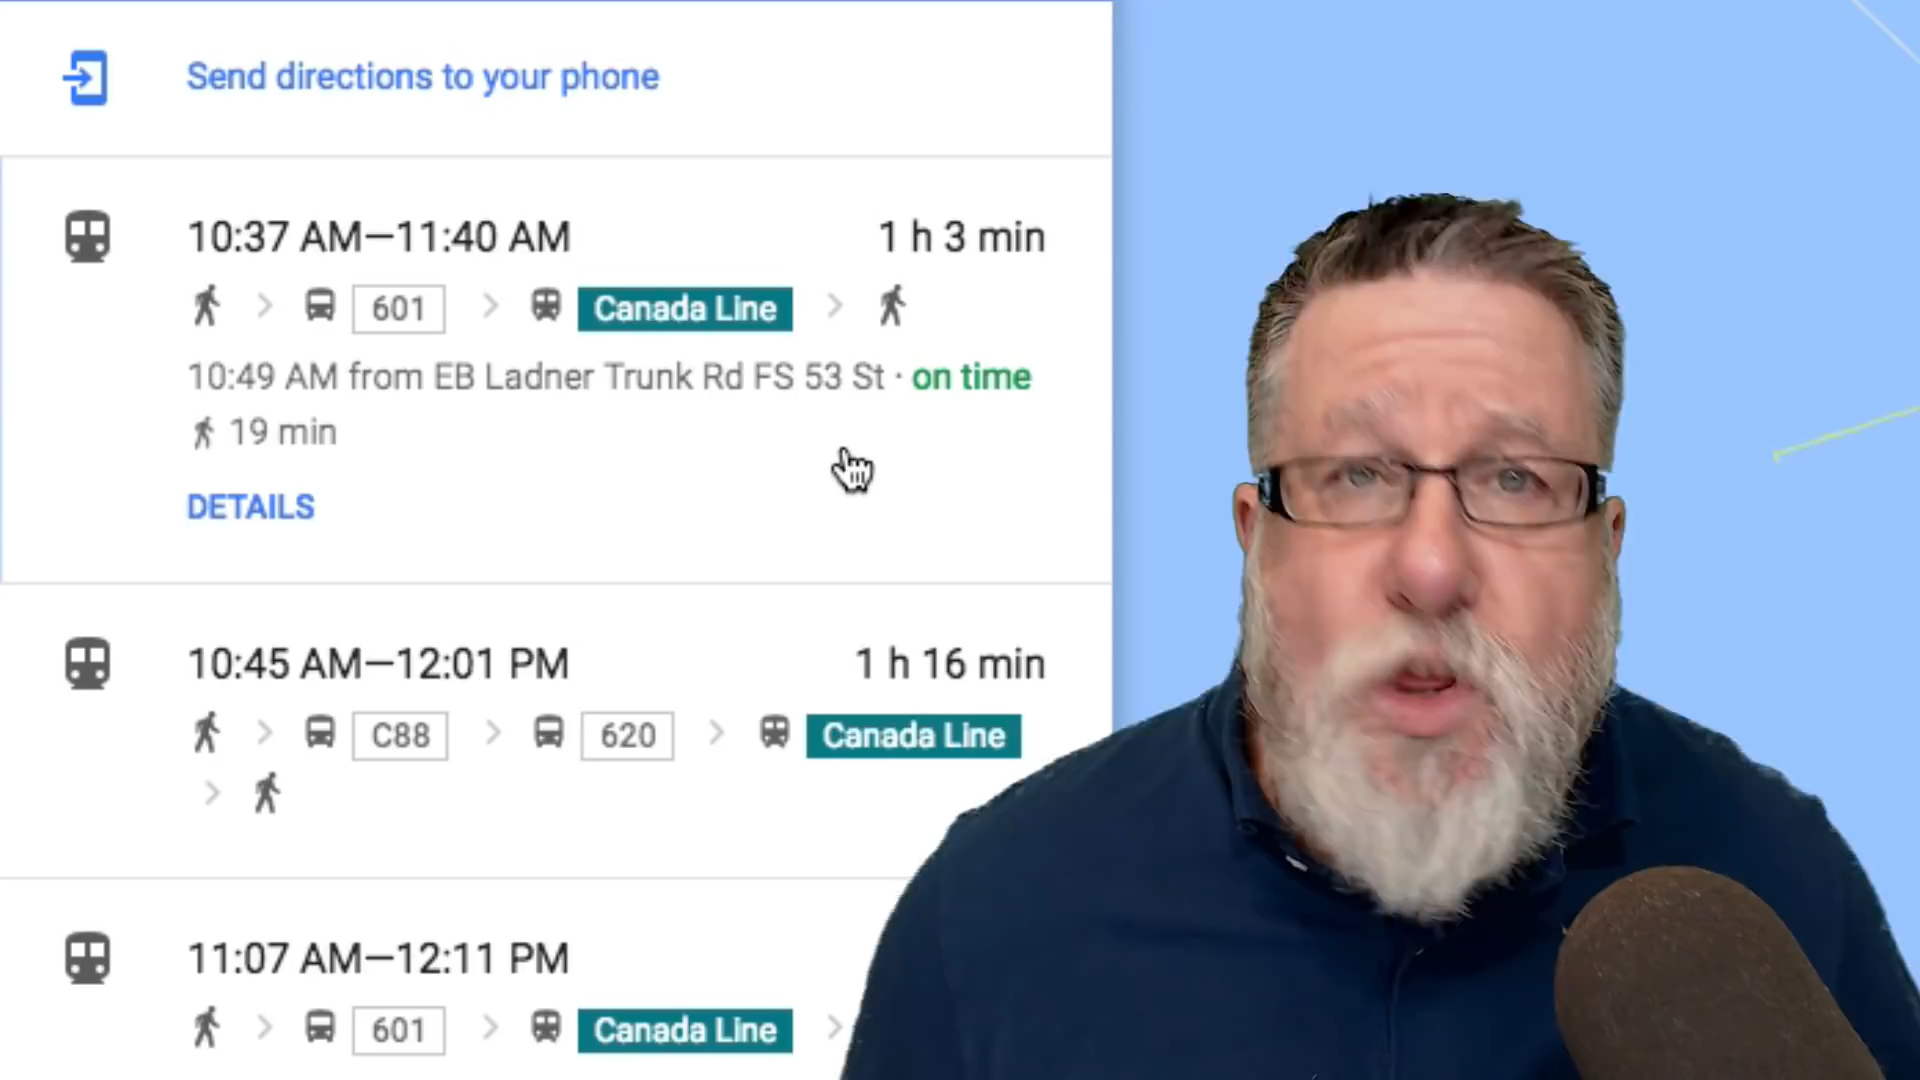 Send directions to your phone
10:37 AM—11:40 AM 1 h 3 min
601 Canada Line
10:49 AM from EB Ladner Trunk Rd FS 53 St · on time
19 min
DETAILS
10:45 AM—12:01 PM 1 h 16 min
C88 620 Canada Line
11:07 AM—12:11 PM
601 Canada Line